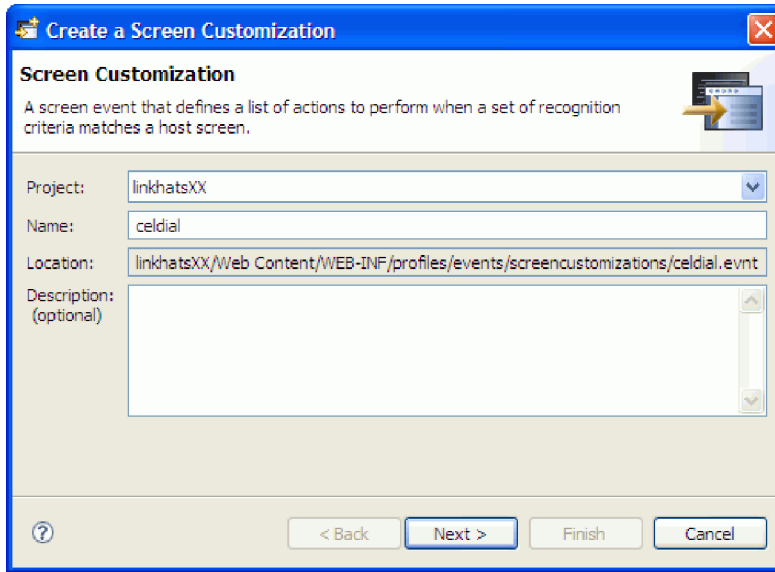 Create a Screen Customization
Screen Customization
A screen event that defines a list of actions to perform when a set of recognition
criteria matches a host screen.
Project: linkhatsXX
Name: celdial
Location: linkhatsXX/Web Content/WEB-INF/profiles/events/screencustomizations/celdial.evnt
Description:
(optional)
< Back Next > Finish Cancel